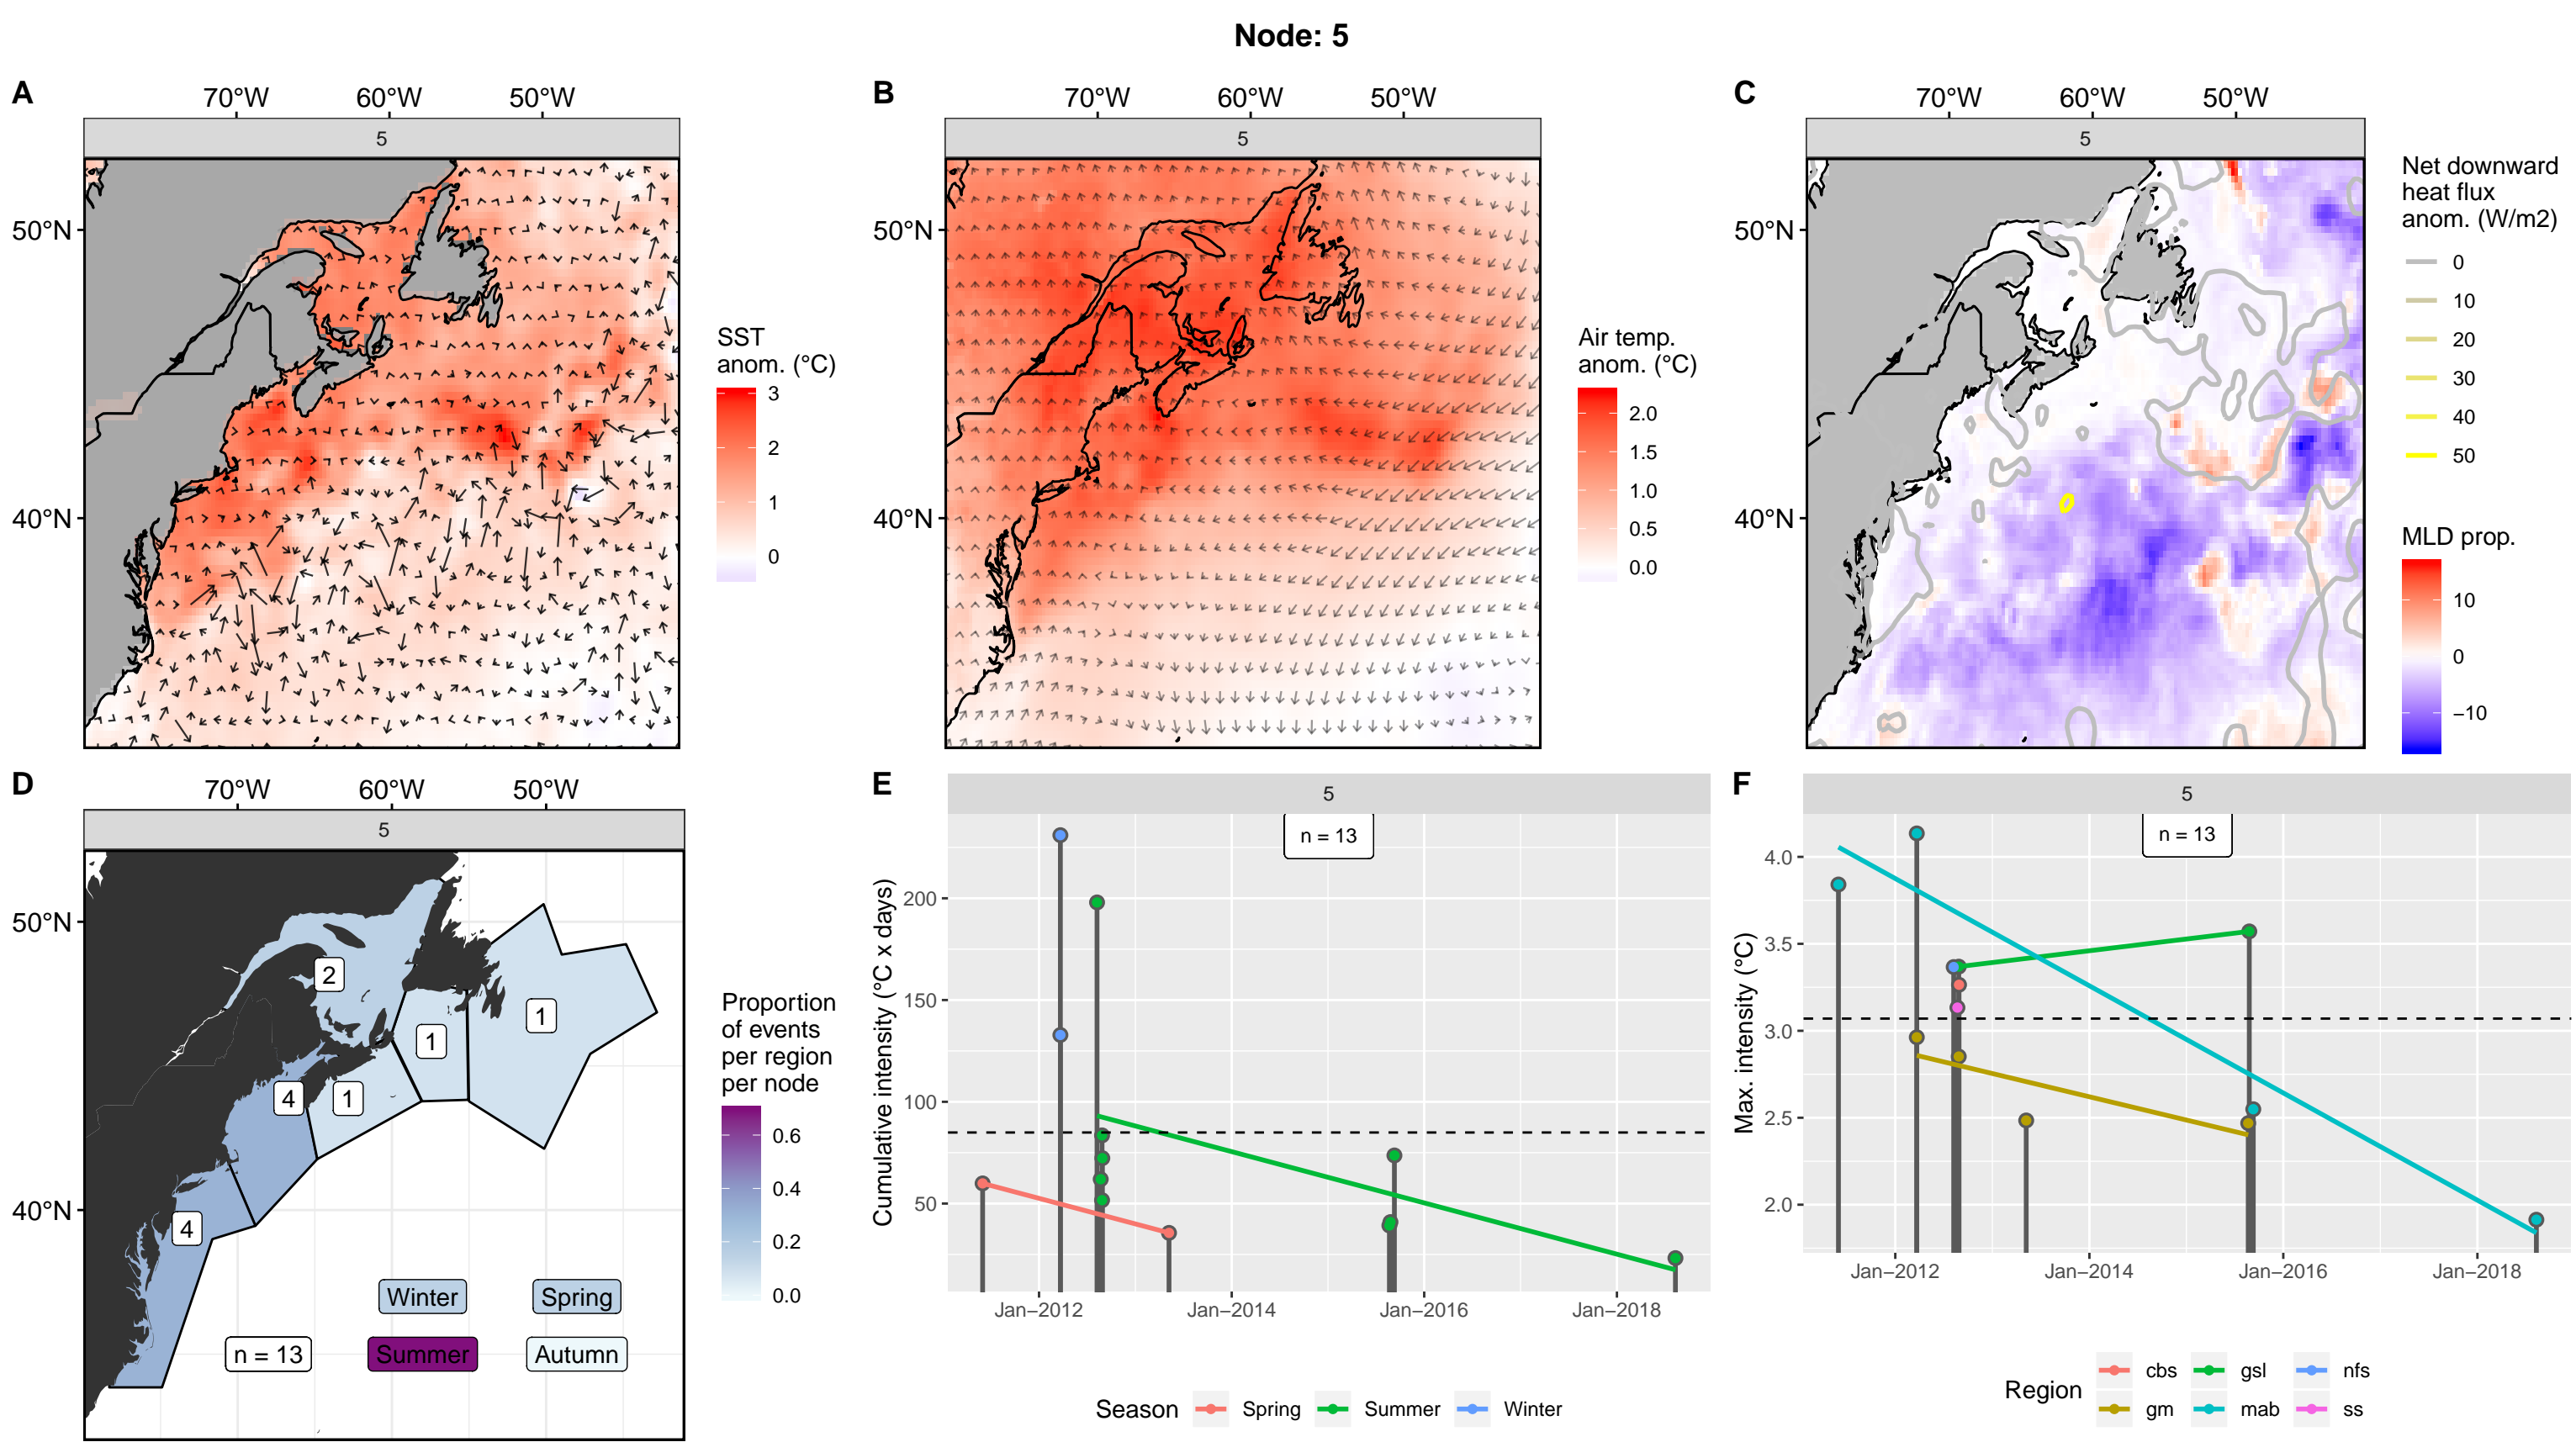 Node: 5
A
70°W 60°W 50°W
5
50°N
40°N
SST
anom. (°C)
3
2
1
0
B
70°W 60°W 50°W
5
50°N
40°N
Air temp.
anom. (°C)
2.0
1.5
1.0
0.5
0.0
C
70°W 60°W 50°W
5
50°N
40°N
Net downward
heat flux
anom. (W/m2)
0
10
20
30
40
50
MLD prop.
10
0
−10
D
70°W 60°W 50°W
5
50°N
40°N
2
1
1
4
1
4
Winter Spring
n = 13 Summer Autumn
Proportion
of events
per region
per node
0.6
0.4
0.2
0.0
E
5
n = 13
Cumulative intensity (°C x days)
200
150
100
50
Jan−2012 Jan−2014 Jan−2016 Jan−2018
Season Spring Summer Winter
F
5
n = 13
Max. intensity (°C)
4.0
3.5
3.0
2.5
2.0
Jan−2012 Jan−2014 Jan−2016 Jan−2018
Region
cbs gsl nfs
gm mab ss